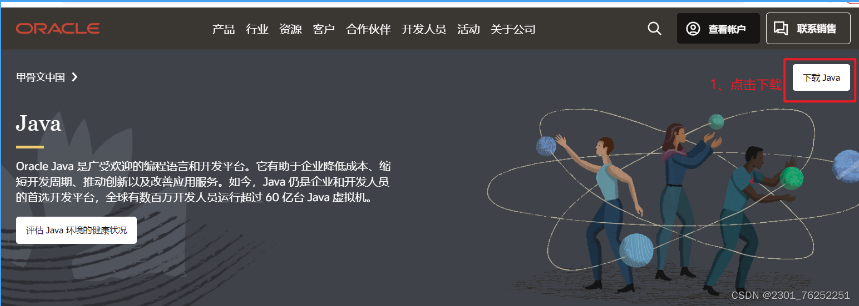 ORACLE
产品 行业 资源 客户 合作伙伴 开发人员 活动 关于公司
查看帐户
联系销售
甲骨文中国
1、点击下载
下载 Java
Java
Oracle Java 是广受欢迎的编程语言和开发平台。它有助于企业降低成本、缩
短开发周期、推动创新以及改善应用服务。如今，Java 仍是企业和开发人员
的首选开发平台，全球有数百万开发人员运行超过 60 亿台 Java 虚拟机。
评估 Java 环境的健康状况
CSDN @2301_76252251